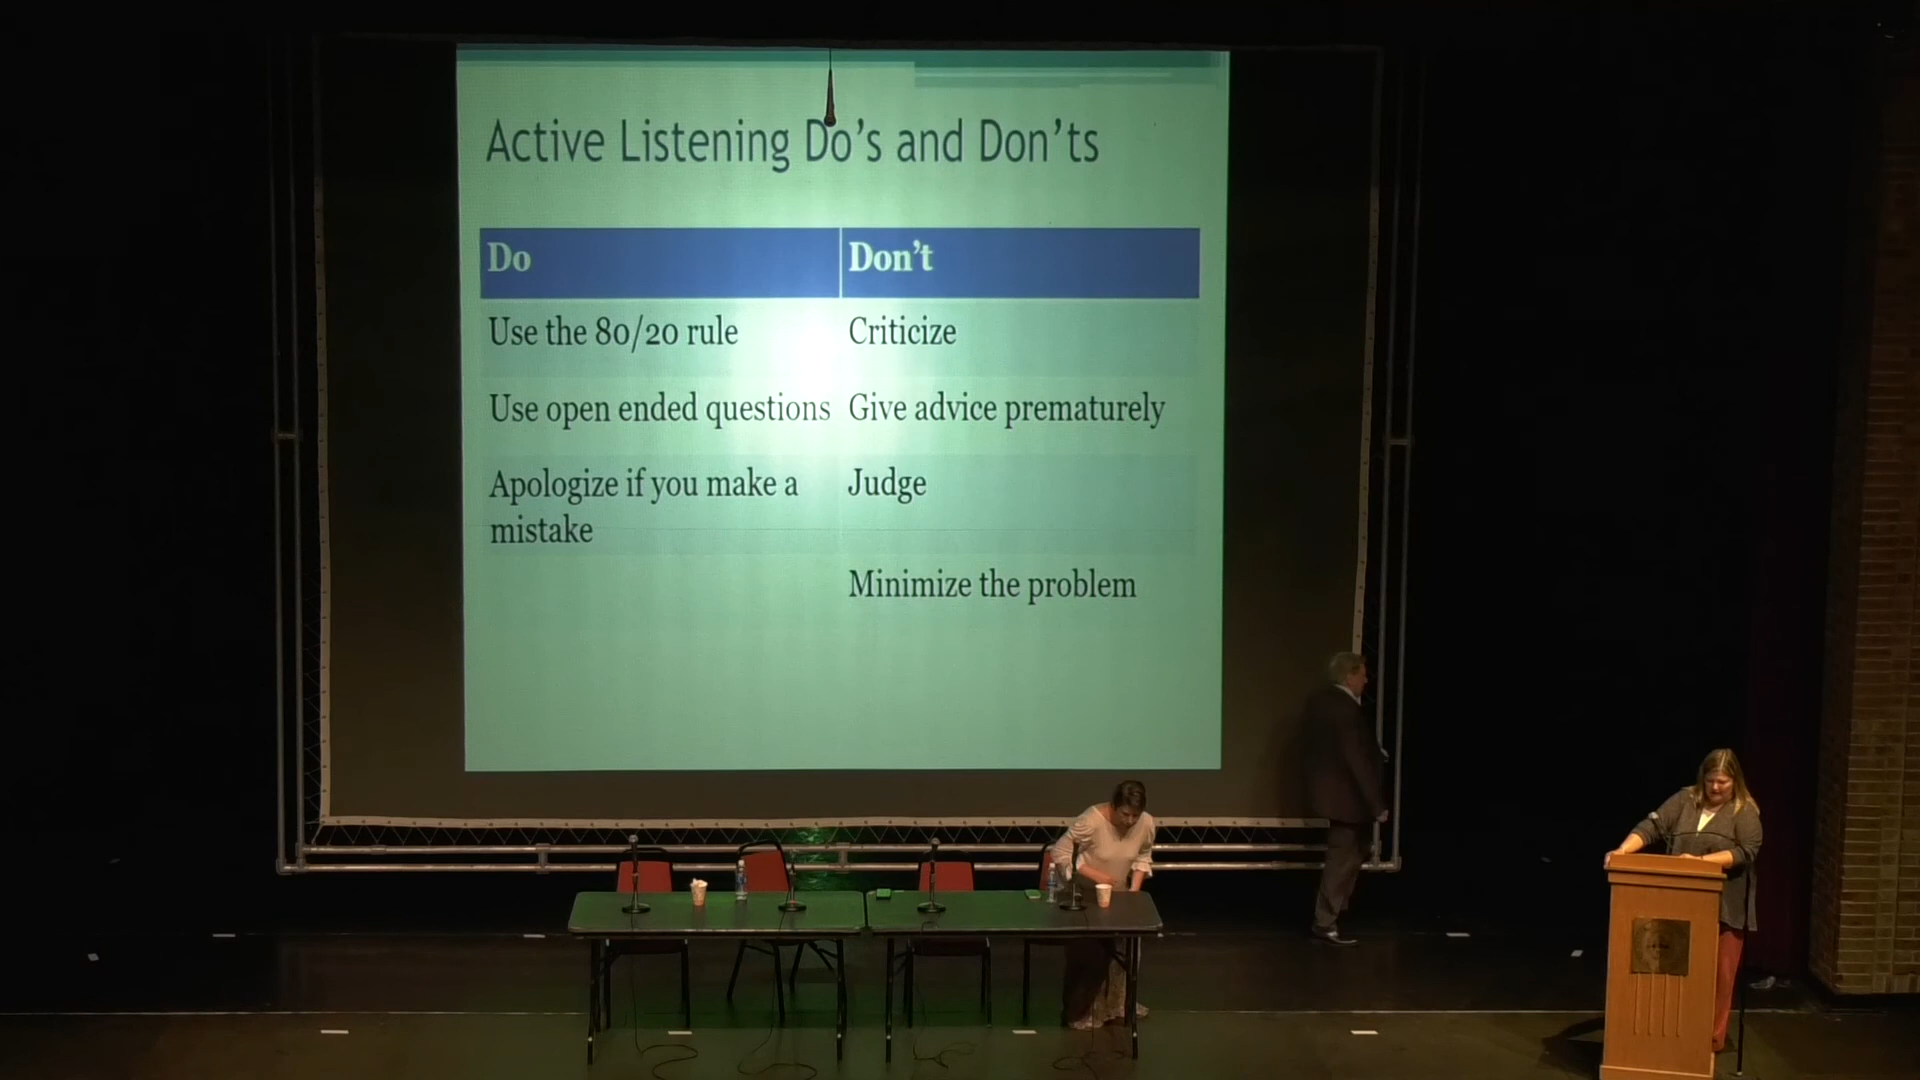 Active Listening Do's and Don'ts
Do
Don't
Use the 80/20 rule
Criticize
Use open ended questions
Give advice prematurely
Apologize if you make a
mistake
Judge
Minimize the problem